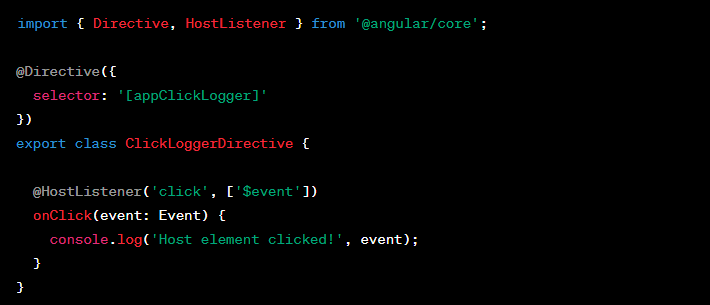 import { Directive, HostListener } from '@angular/core';
@Directive({
  selector: '[appClickLogger]'
})
export class ClickLoggerDirective {
  @HostListener('click', ['$event'])
  onClick(event: Event) {
    console.log('Host element clicked!', event);
  }
}